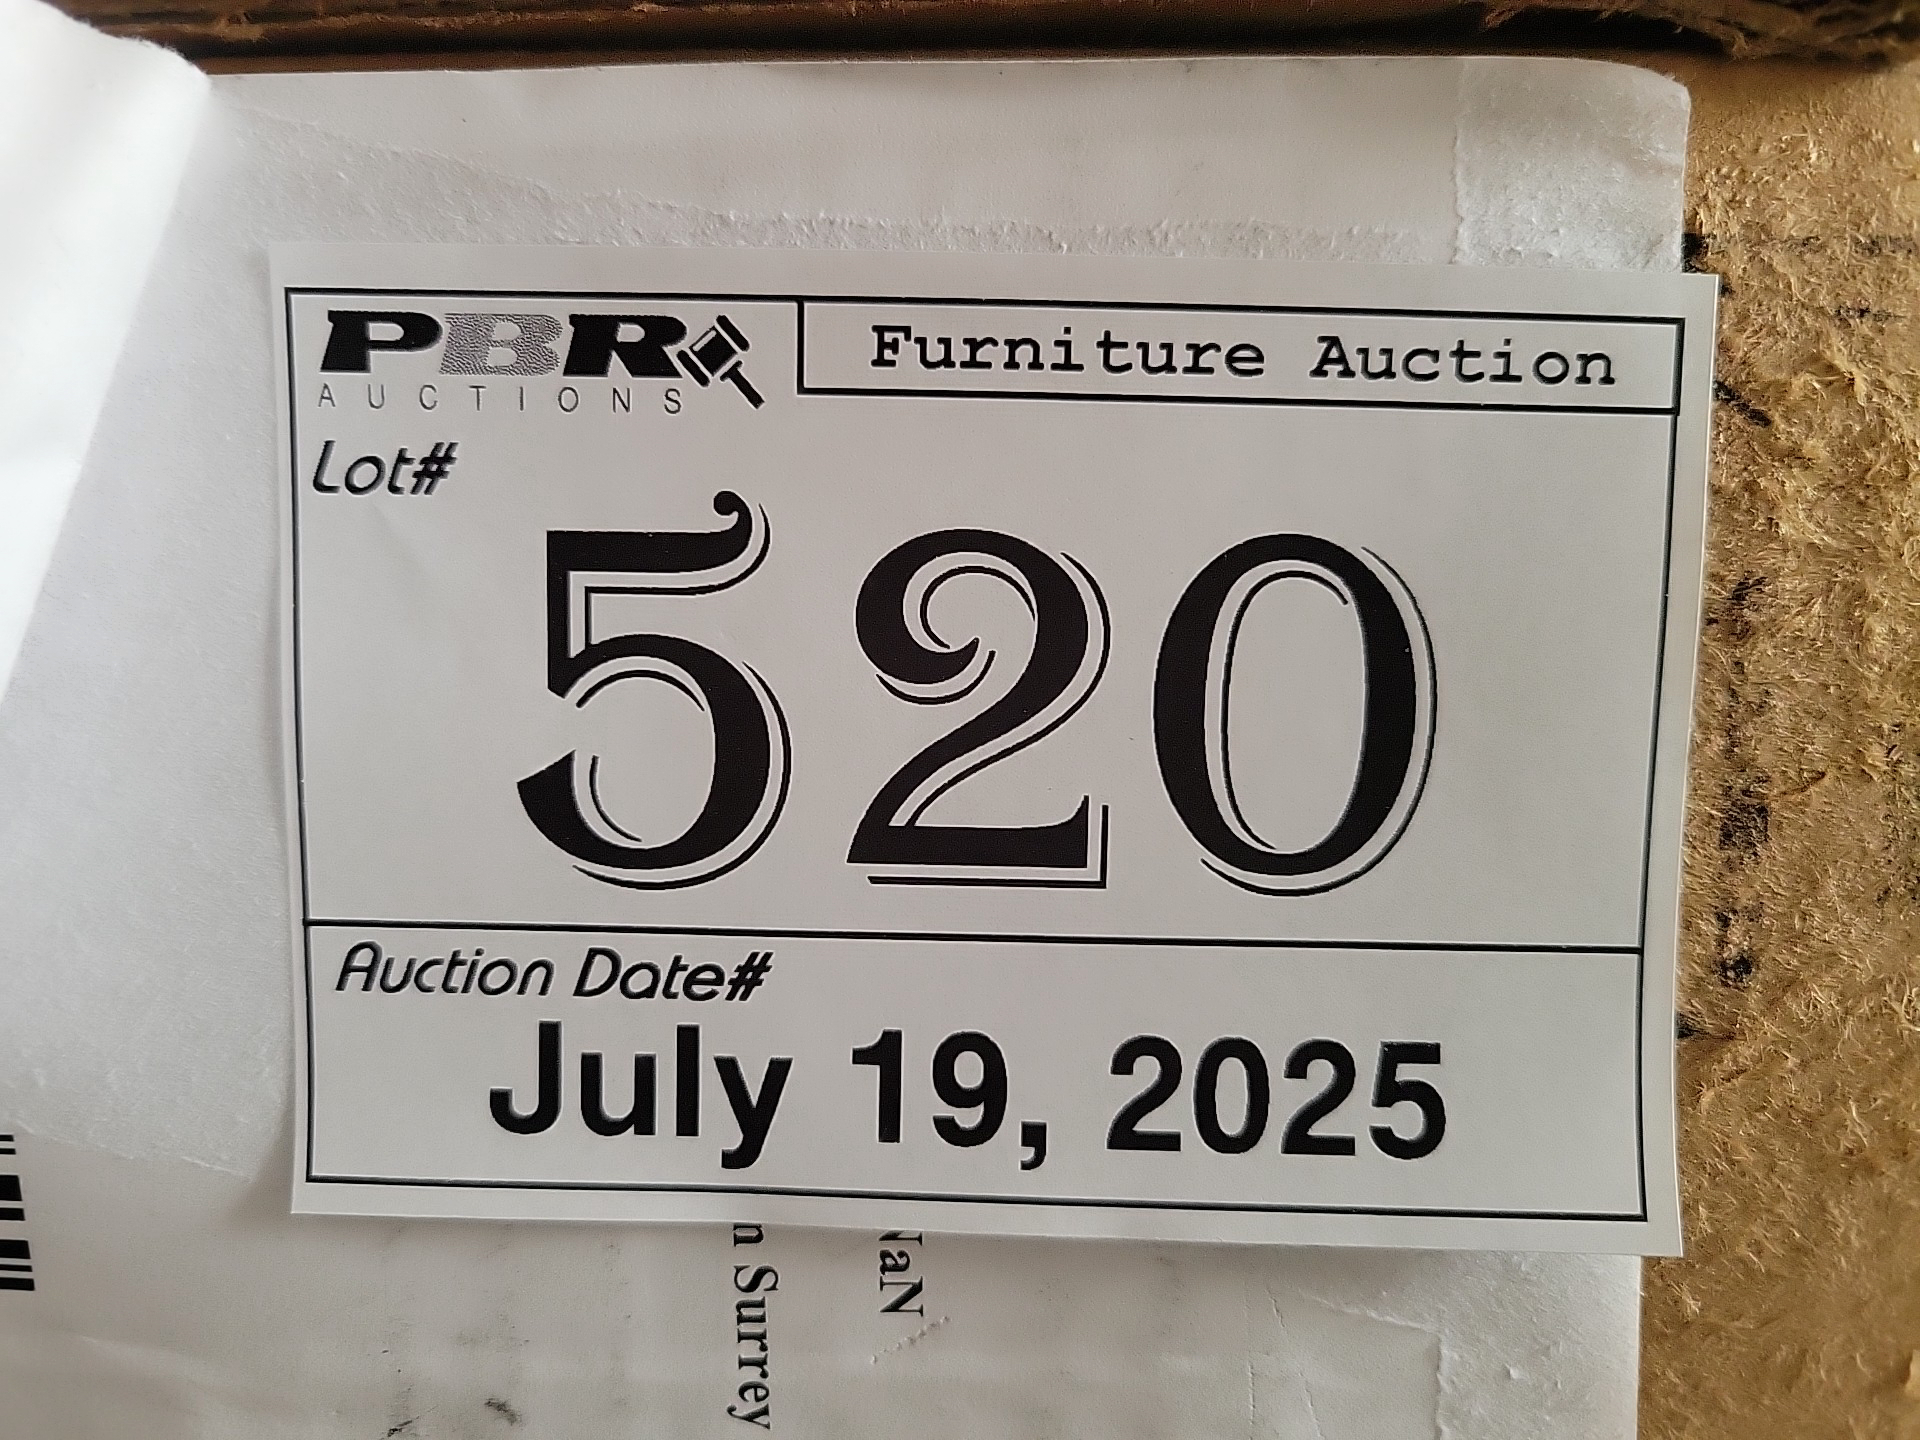 PBR
AUCTIONS
Furniture Auction
Lot#
520
Auction Date#
July 19, 2025
NaN
n Surrey